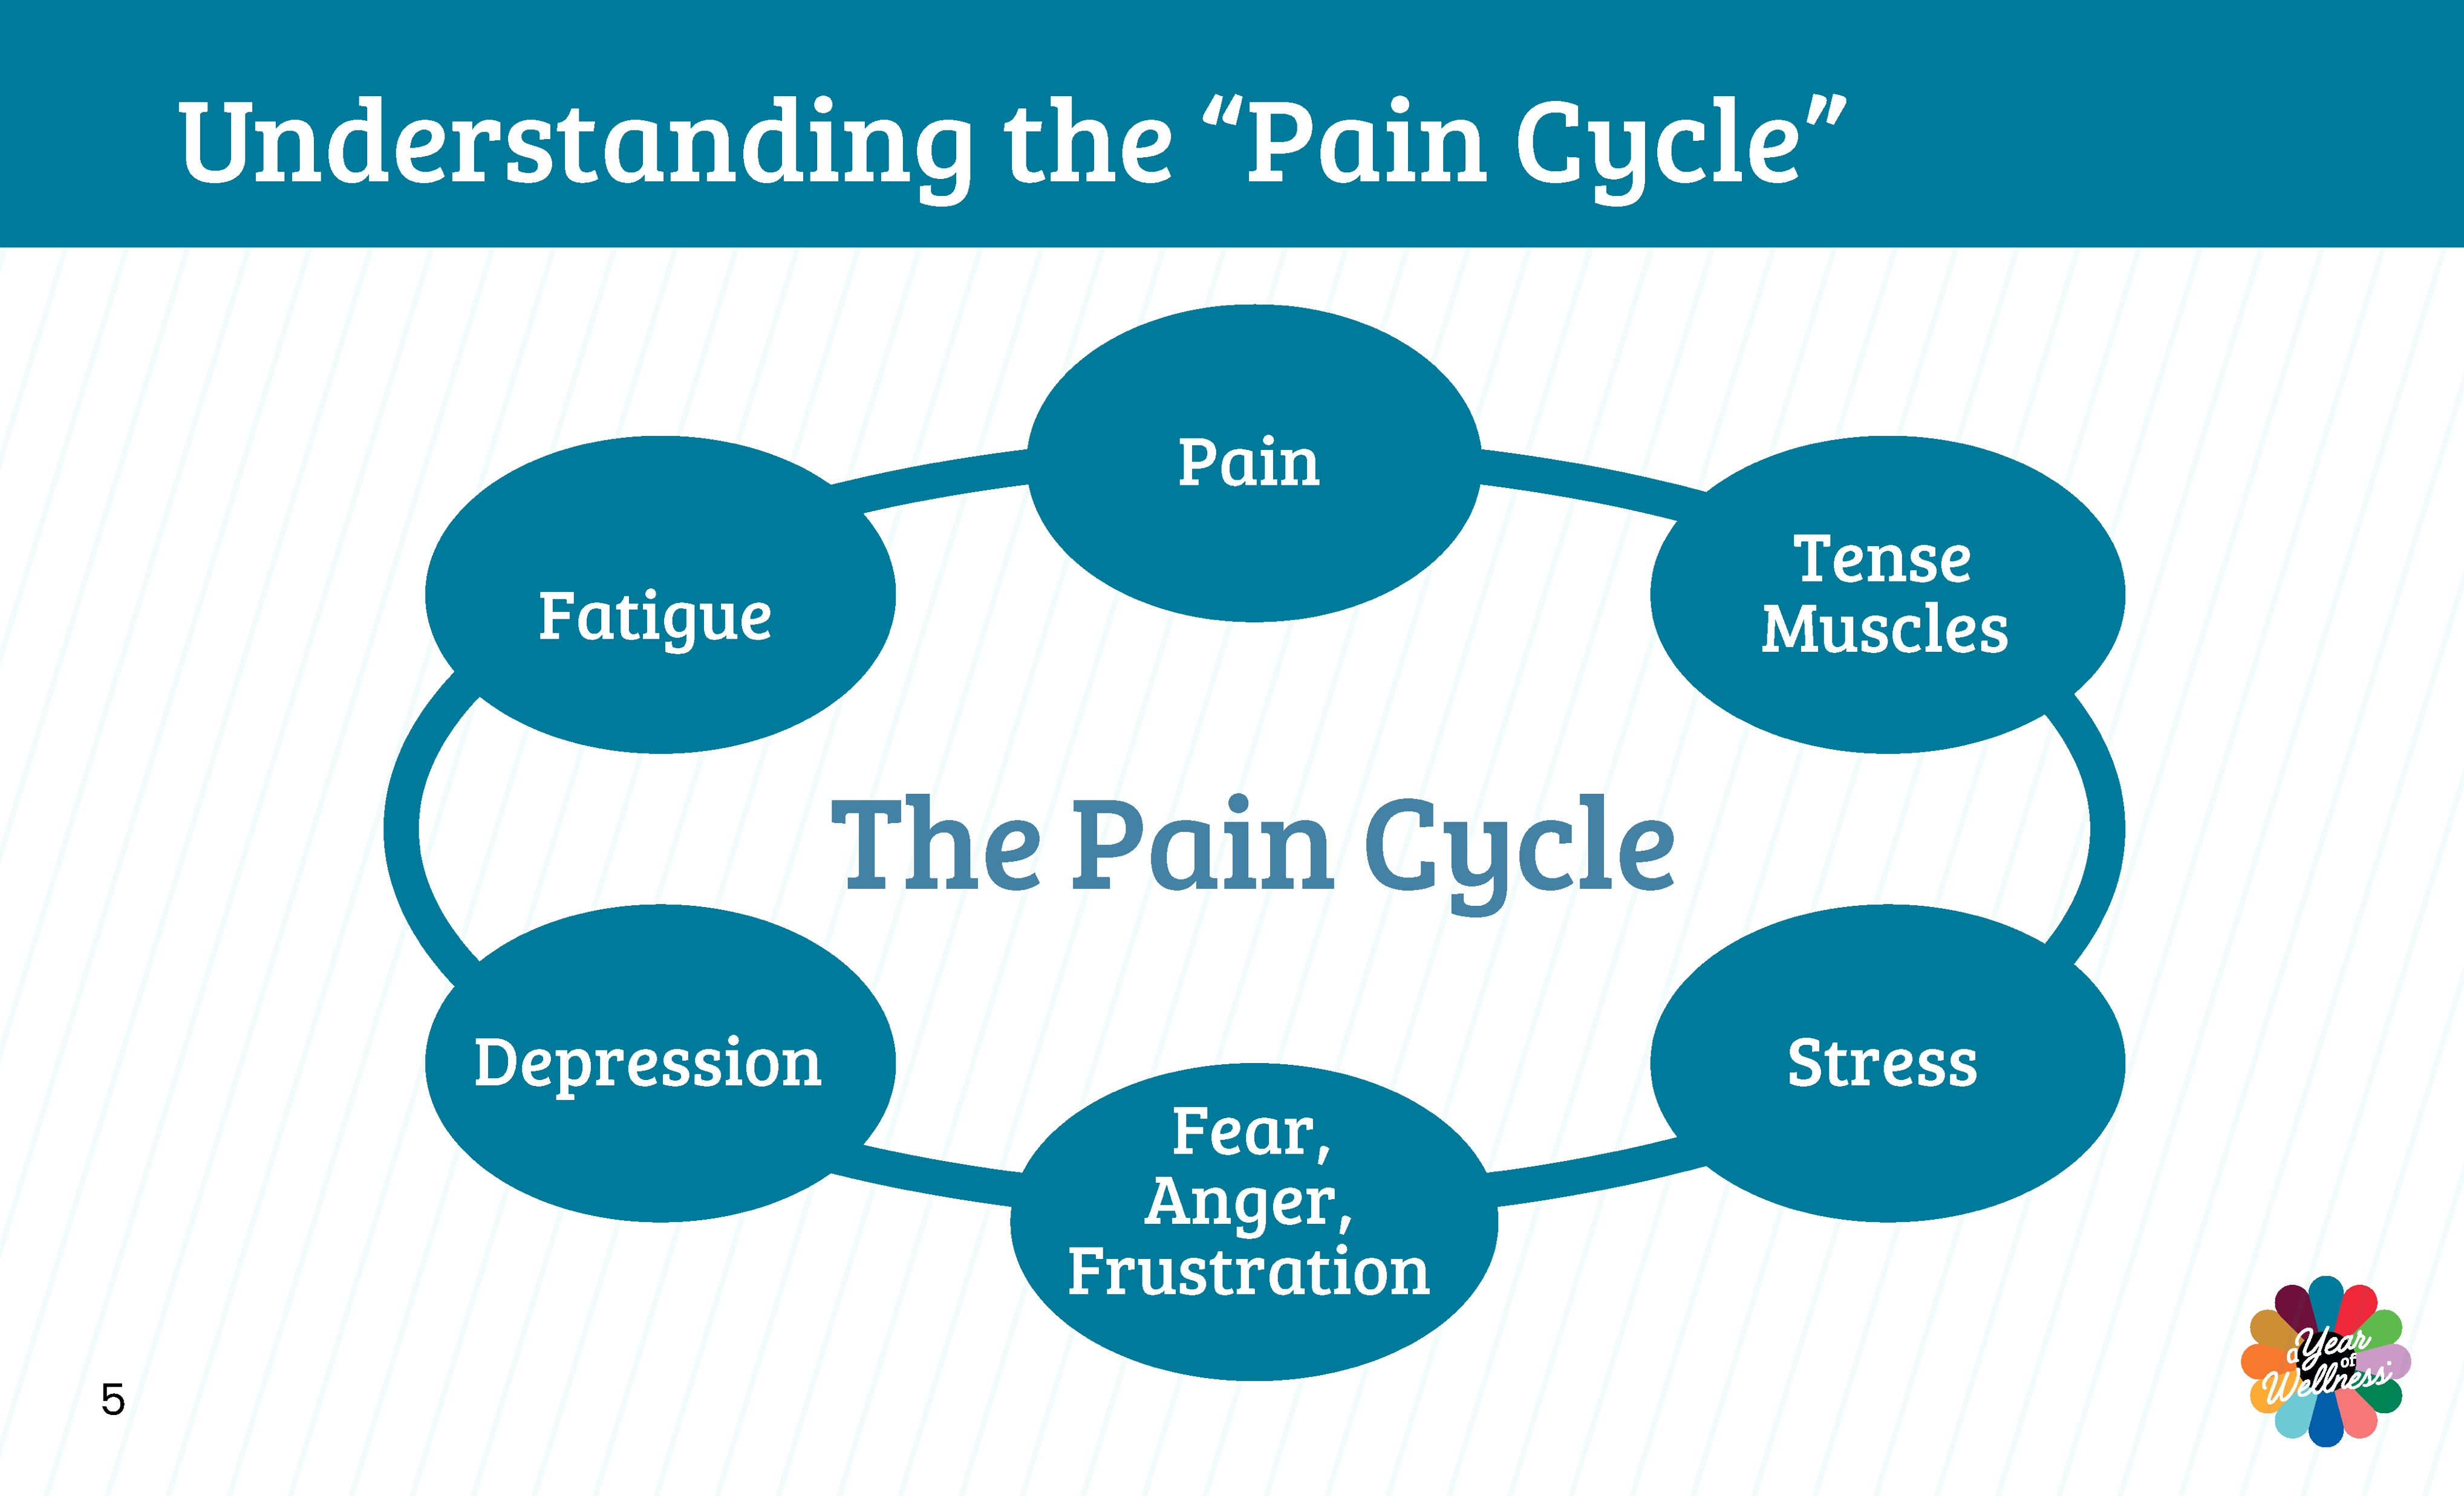 Understanding the “Pain Cycle”
Pain
Tense
Muscles
Fatigue
The Pain Cycle
Depression
Stress
Fear,
Anger,
Frustration
5
a Year
of
Wellness